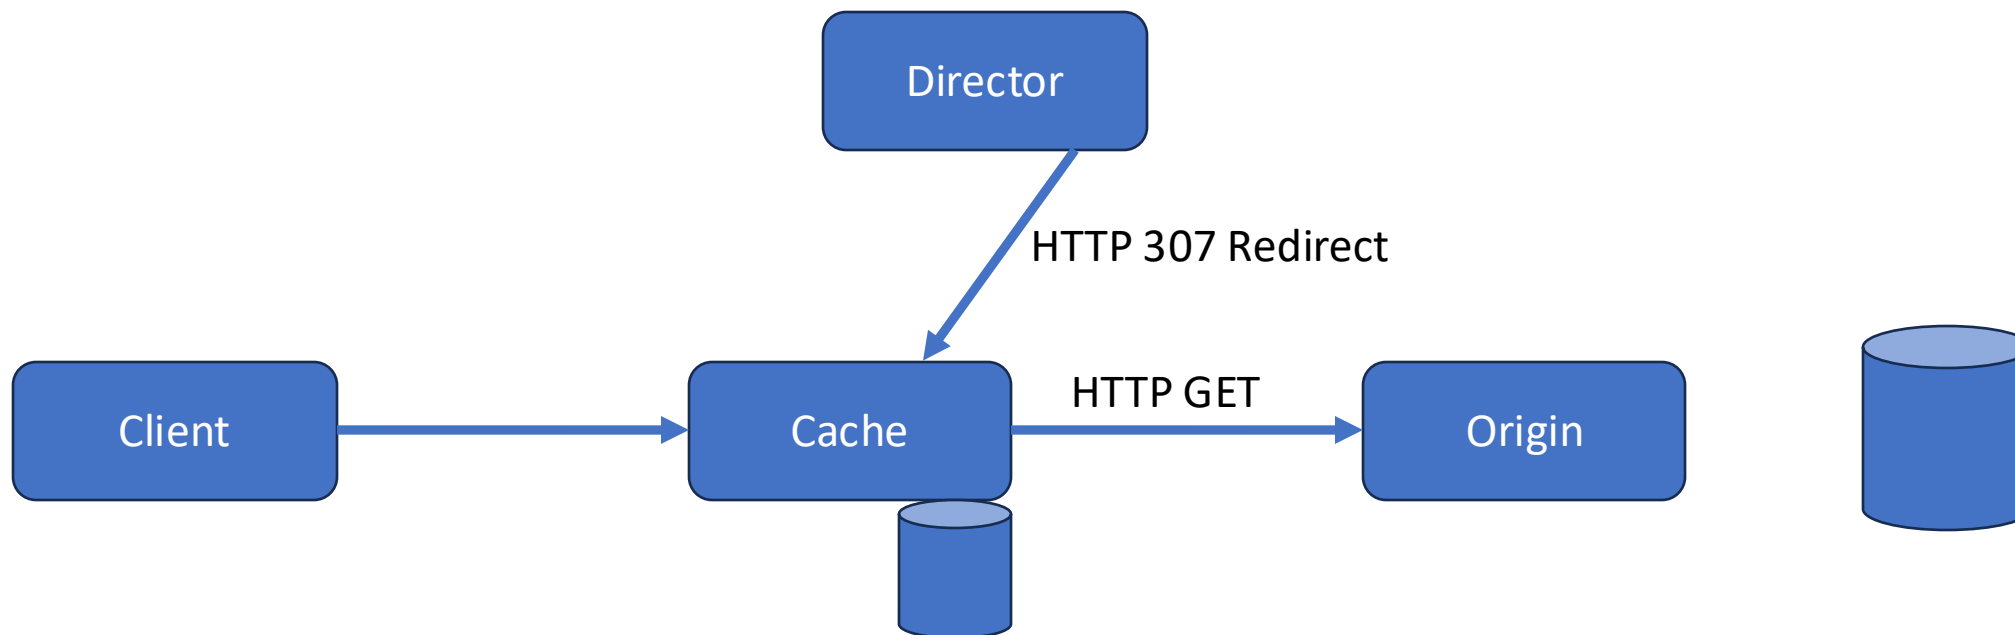 Director
HTTP 307 Redirect
HTTP GET
Client
Cache
Origin